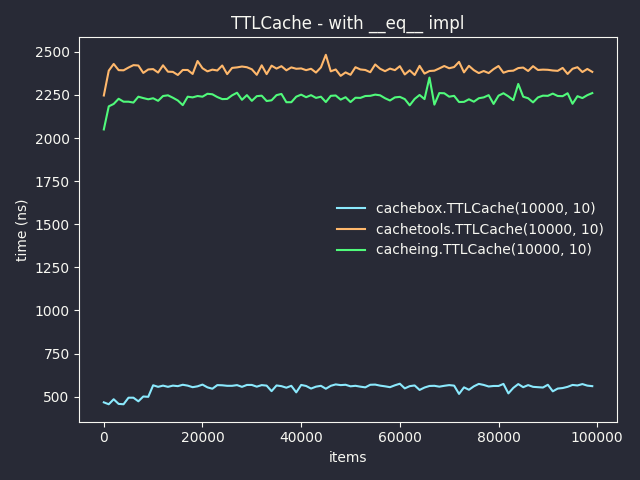 TTLCache - with __eq__ impl
time (ns)
2500
2250
2000
1750
1500
1250
1000
750
500
cachebox.TTLCache(10000, 10)
cachetools.TTLCache(10000, 10)
cacheing.TTLCache(10000, 10)
0 20000 40000 60000 80000 100000
items